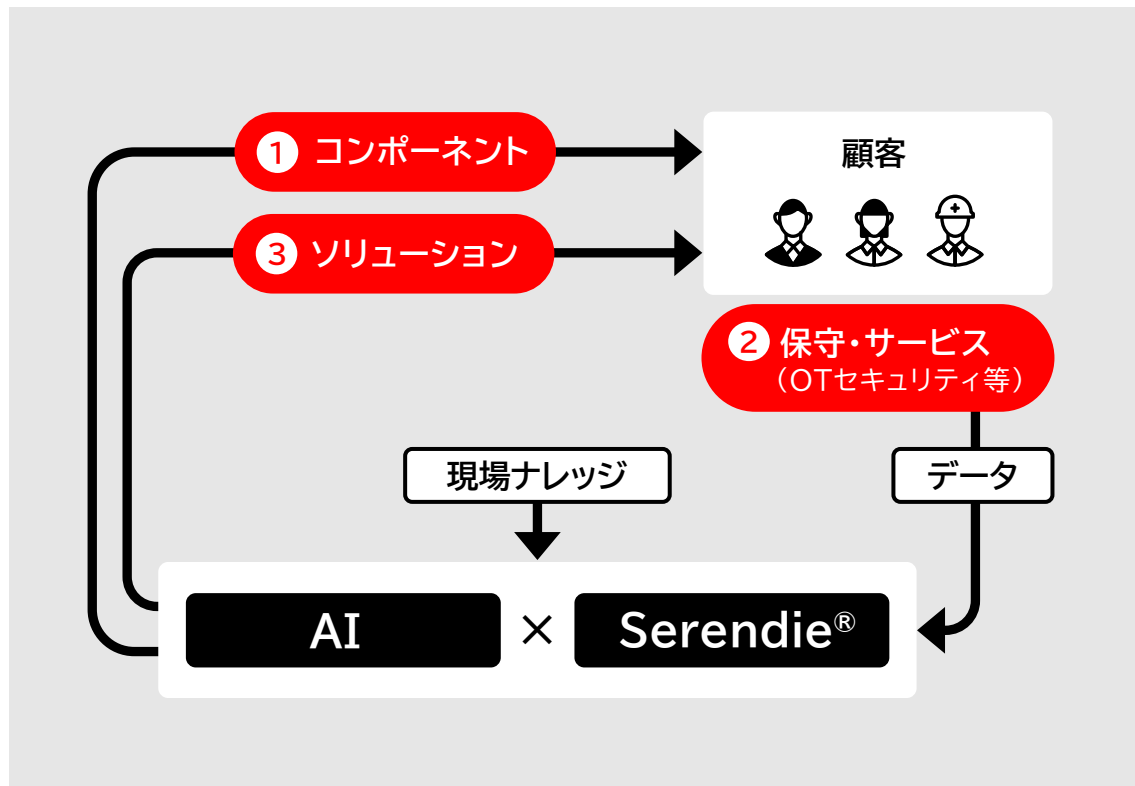 1 コンポーネント
顧客
3 ソリューション
2 保守・サービス
(OTセキュリティ等)
現場ナレッジ
データ
AI × Serendie®